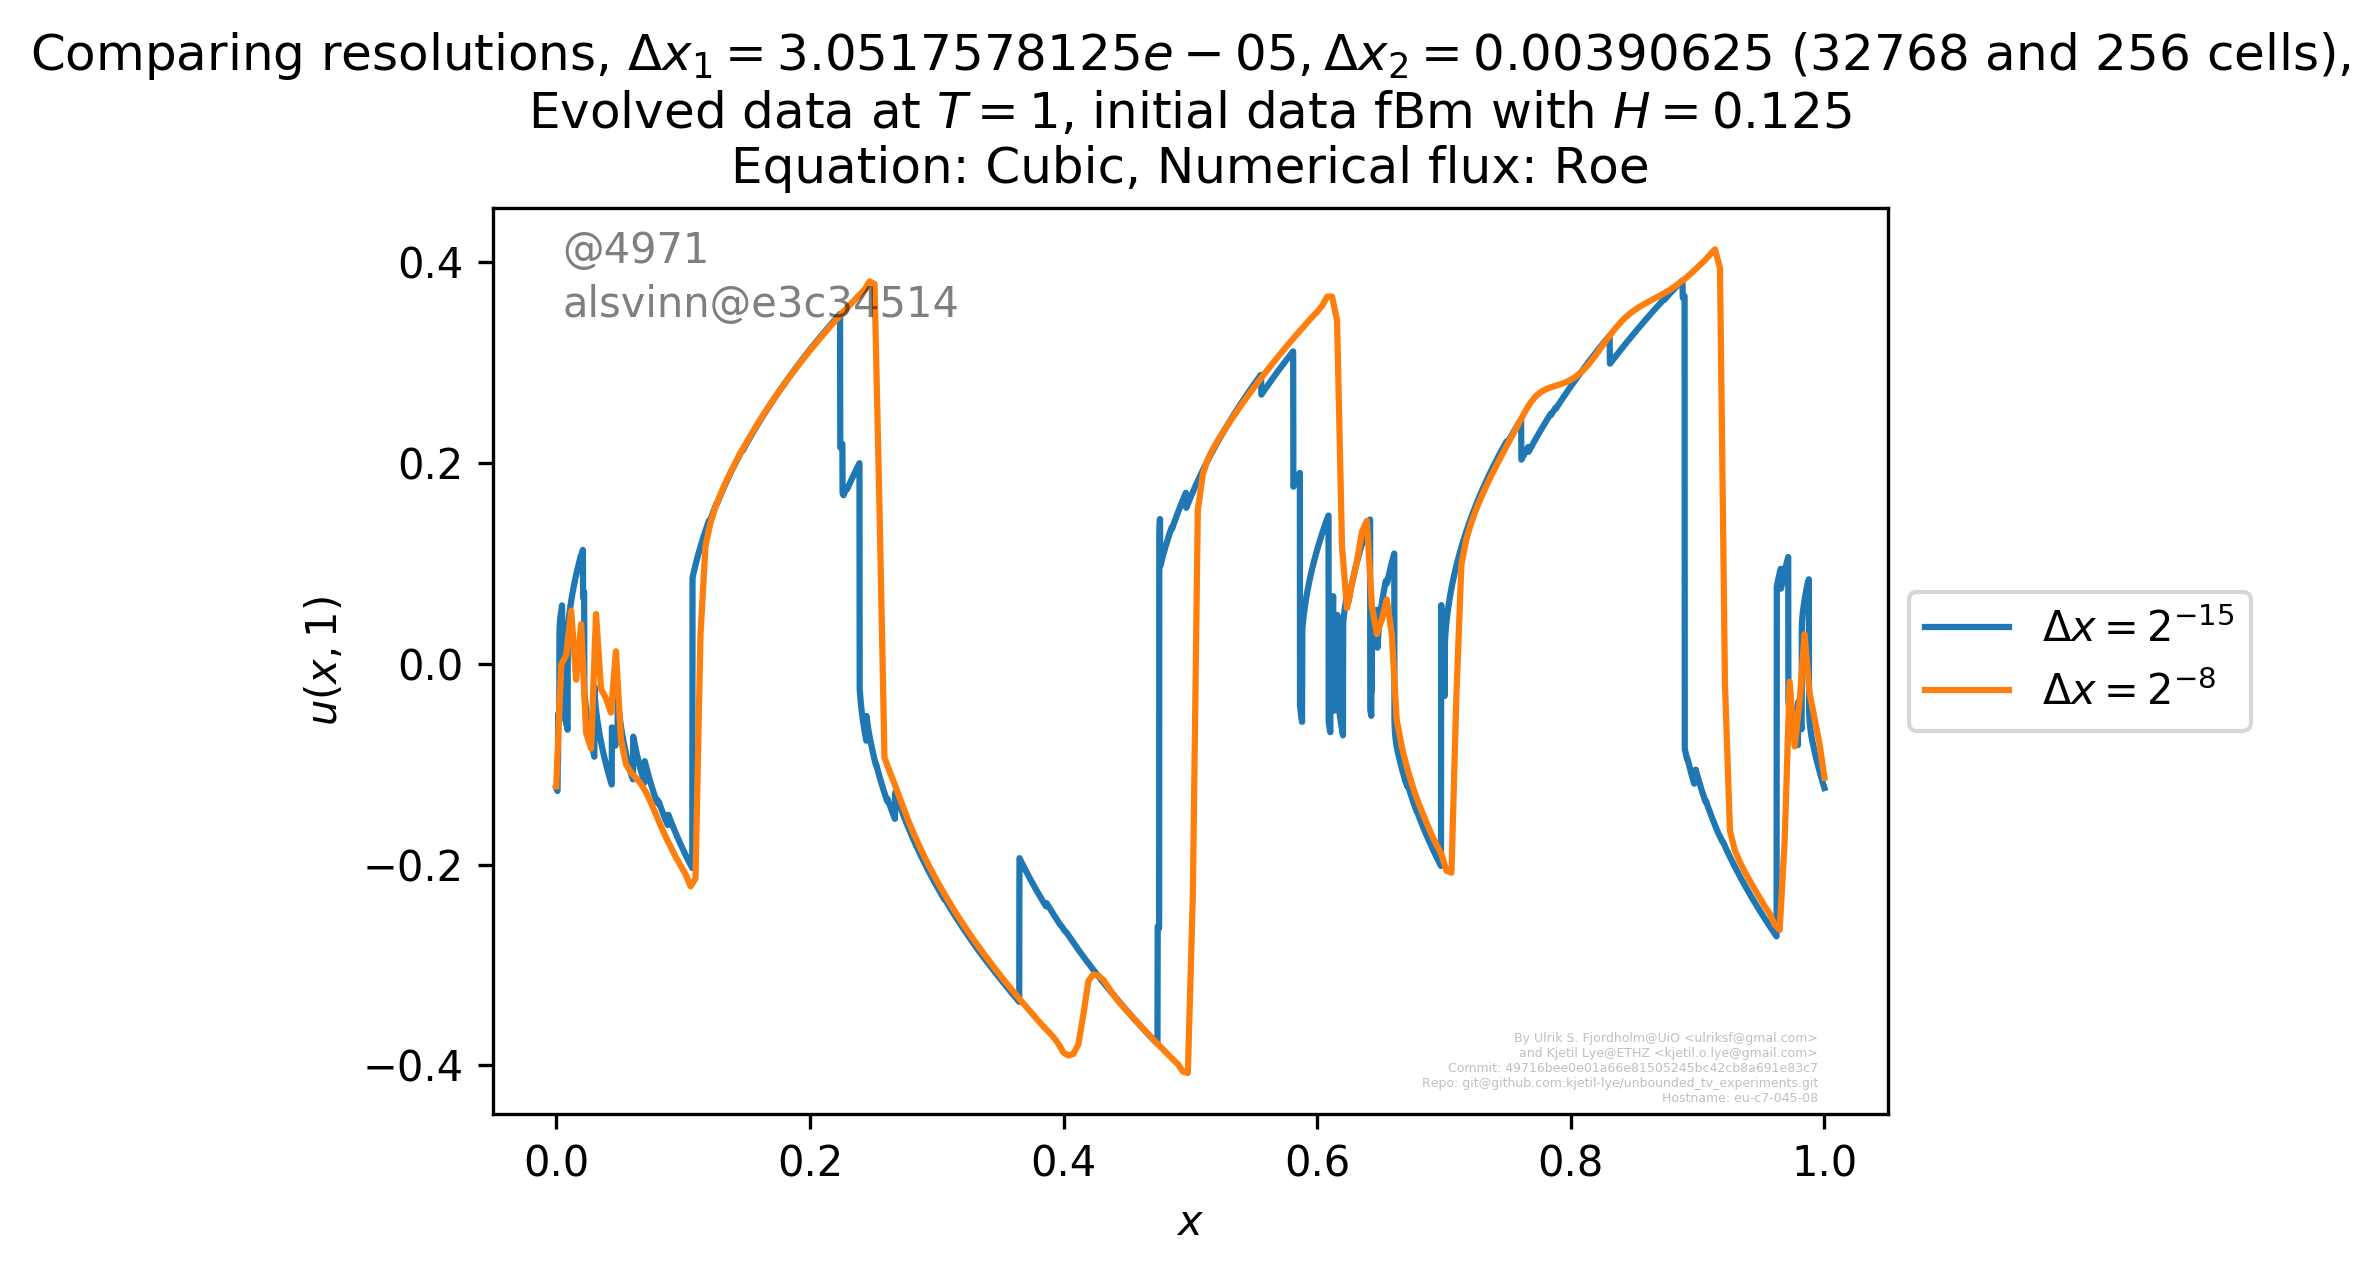 Comparing resolutions, Δx₁ = 3.0517578125e − 05, Δx₂ = 0.00390625 (32768 and 256 cells),
Evolved data at T = 1, initial data fBm with H = 0.125
Equation: Cubic, Numerical flux: Roe
@4971
alsvinn@e3c34514
0.4
0.2
0.0
−0.2
−0.4
u(x, 1)
Δx = 2⁻¹⁵
Δx = 2⁻⁸
By Ulrik S. Fjordholm@UiO <ulriksf@gmal.com>
and Kjetil Lye@ETHZ <kjetil.o.lye@gmail.com>
Commit: 49716bee0e01a66e81505245bc42cb8a691e83c7
Repo: git@github.com:kjetil-lye/unbounded_tv_experiments.git
Hostname: eu-c7-045-08
0.0 0.2 0.4 0.6 0.8 1.0
x